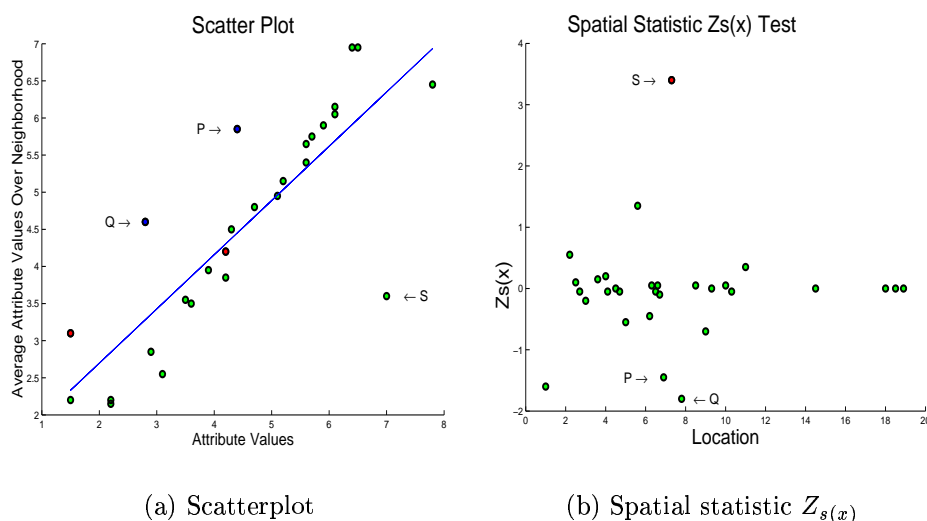 Scatter Plot
Average Attribute Values Over Neighborhood
7
6.5
6
5.5
5
4.5
4
3.5
3
2.5
2
P →
Q →
← S
1 2 3 4 5 6 7 8
Attribute Values
(a) Scatterplot
Spatial Statistic Zs(x) Test
Zs(x)
4
3
2
1
0
−1
−2
S →
P →
← Q
0 2 4 6 8 10 12 14 16 18 20
Location
(b) Spatial statistic Zs(x)